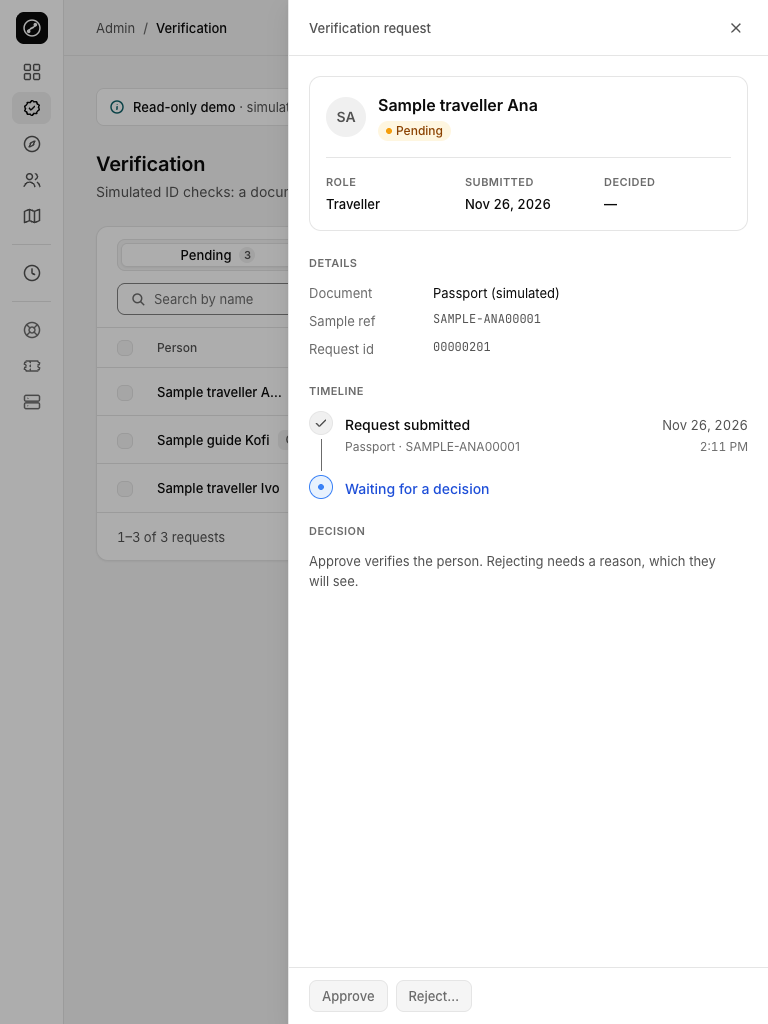 Admin / Verification
Read-only demo · simulat
Verification
Simulated ID checks: a docur
Pending 3
Search by name
Person
Sample traveller A...
Sample guide Kofi
Sample traveller Ivo
1–3 of 3 requests
Verification request
SA
Sample traveller Ana
Pending
ROLE SUBMITTED DECIDED
Traveller Nov 26, 2026 —
DETAILS
Document Passport (simulated)
Sample ref SAMPLE-ANA00001
Request id 00000201
TIMELINE
Request submitted Nov 26, 2026
Passport · SAMPLE-ANA00001 2:11 PM
Waiting for a decision
DECISION
Approve verifies the person. Rejecting needs a reason, which they
will see.
Approve Reject...